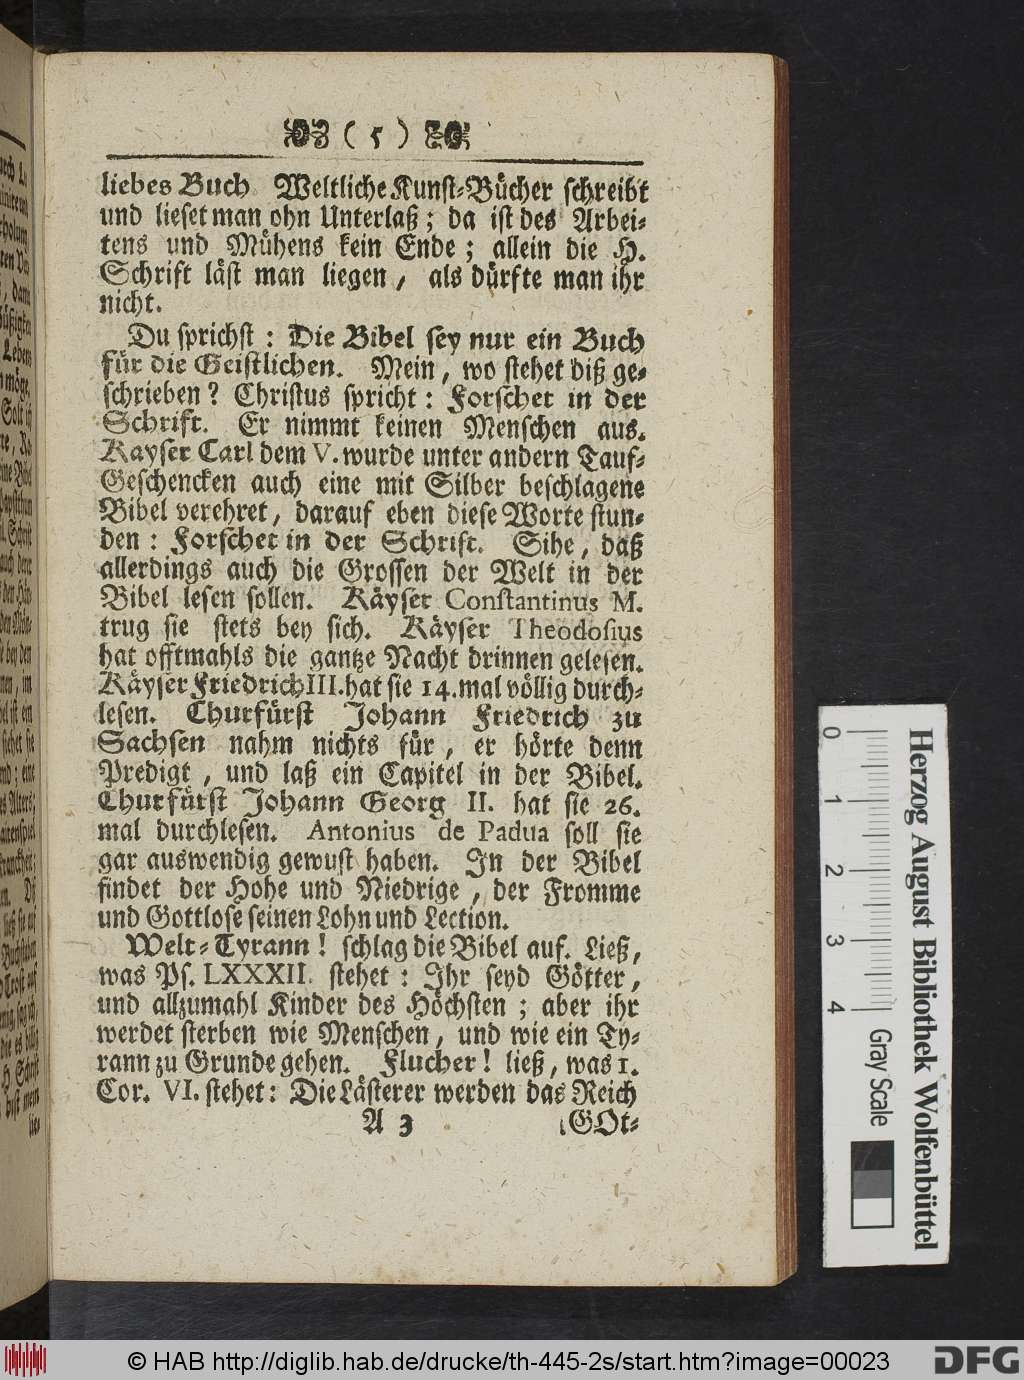 ( 5 )
liebes Buch Weltliche Kunst-Bücher schreibt
und lieset man ohn Unterlaß; da ist des Arbei-
tens und Mühens kein Ende; allein die H.
Schrift läst man liegen, als dürfte man ihr
nicht.
Du sprichst: Die Bibel sey nur ein Buch
für die Geistlichen. Mein, wo stehet diß ge-
schrieben? Christus spricht: Forschet in der
Schrift. Er nimmt keinen Menschen aus.
Kayser Carl dem V. wurde unter andern Tauf-
Geschencken auch eine mit Silber beschlagene
Bibel verehret, darauf eben diese Worte stun-
den: Forschet in der Schrift. Sihe, daß
allerdings auch die Grossen der Welt in der
Bibel lesen sollen. Käyser Constantinus M.
trug sie stets bey sich. Käyser Theodosius
hat offtmahls die gantze Nacht drinnen gelesen.
Käyser Friedrich III. hat sie 14. mal völlig durch-
lesen. Churfürst Johann Friedrich zu
Sachsen nahm nichts für, er hörte denn
Predigt, und laß ein Capitel in der Bibel.
Churfürst Johann Georg II. hat sie 26.
mal durchlesen. Antonius de Padua soll sie
gar auswendig gewust haben. In der Bibel
findet der Hohe und Niedrige, der Fromme
und Gottlose seinen Lohn und Lection.
Welt-Tyrann! schlag die Bibel auf. Ließ,
was Ps. LXXXII. stehet: Ihr seyd Götter,
und allzumahl Kinder des Höchsten; aber ihr
werdet sterben wie Menschen, und wie ein Ty-
rann zu Grunde gehen. Flucher! ließ, was 1.
Cor. VI. stehet: Die Lästerer werden das Reich
A 3 GOt-
0 1 2 3 4 Gray Scale
Herzog August Bibliothek Wolfenbüttel
© HAB http://diglib.hab.de/drucke/th-445-2s/start.htm?image=00023
DFG